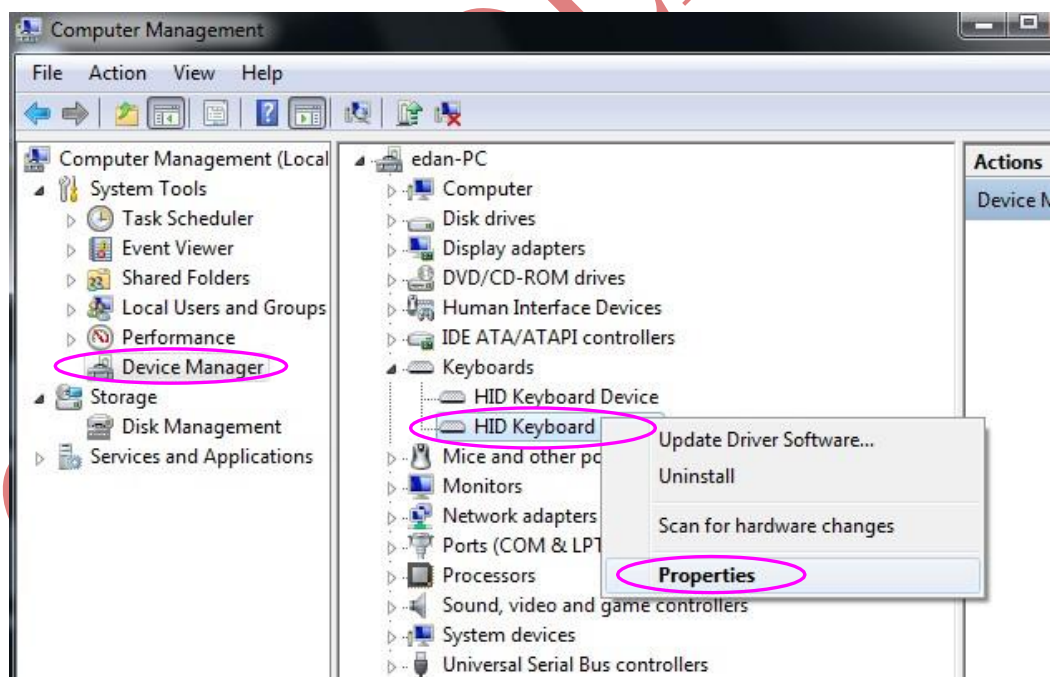 Computer Management
File Action View Help
Computer Management (Local
System Tools
Task Scheduler
Event Viewer
Shared Folders
Local Users and Groups
Performance
Device Manager
Storage
Disk Management
Services and Applications
edan-PC
Computer
Disk drives
Display adapters
DVD/CD-ROM drives
Human Interface Devices
IDE ATA/ATAPI controllers
Keyboards
HID Keyboard Device
HID Keyboard
Mice and other po
Monitors
Network adapters
Ports (COM & LPT
Processors
Sound, video and game controllers
System devices
Universal Serial Bus controllers
Update Driver Software...
Uninstall
Scan for hardware changes
Properties
Actions
Device M